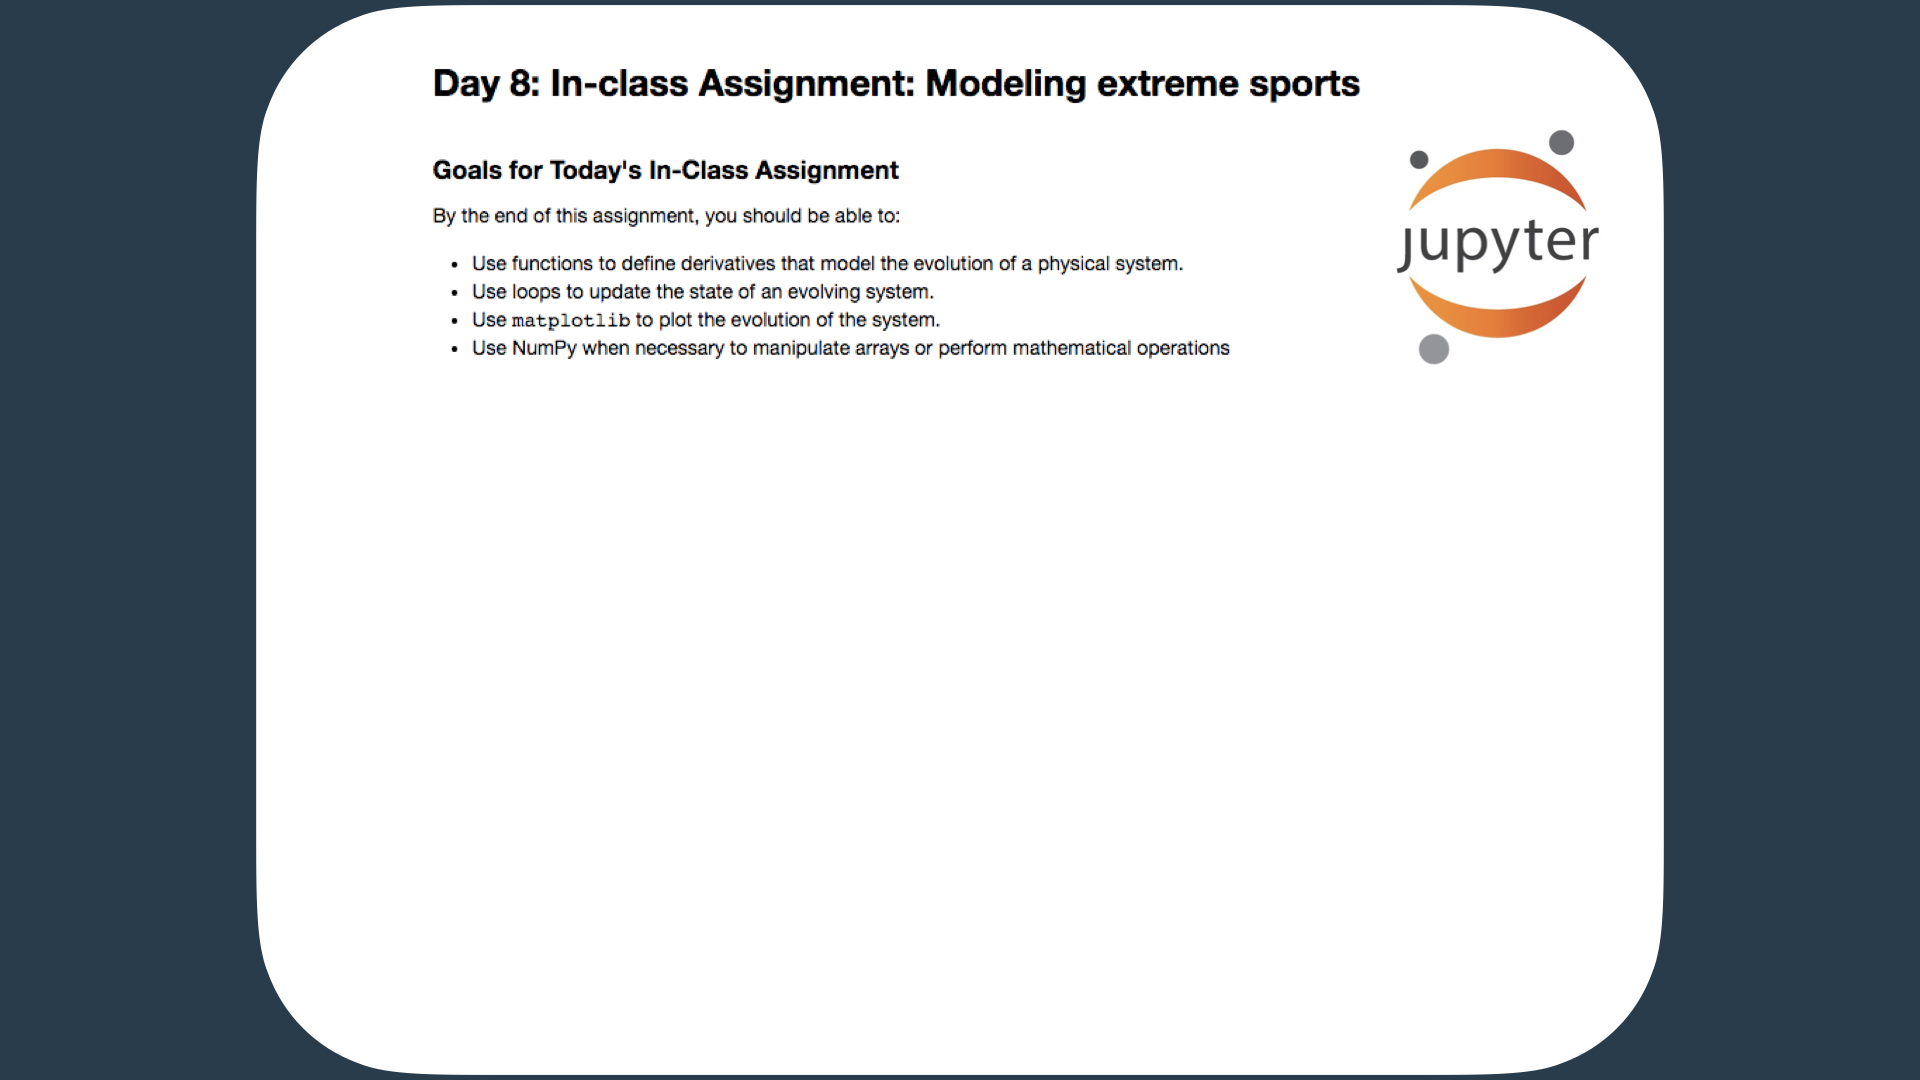 Day 8: In-class Assignment: Modeling extreme sports
Goals for Today's In-Class Assignment
By the end of this assignment, you should be able to:
• Use functions to define derivatives that model the evolution of a physical system.
• Use loops to update the state of an evolving system.
• Use matplotlib to plot the evolution of the system.
• Use NumPy when necessary to manipulate arrays or perform mathematical operations
jupyter